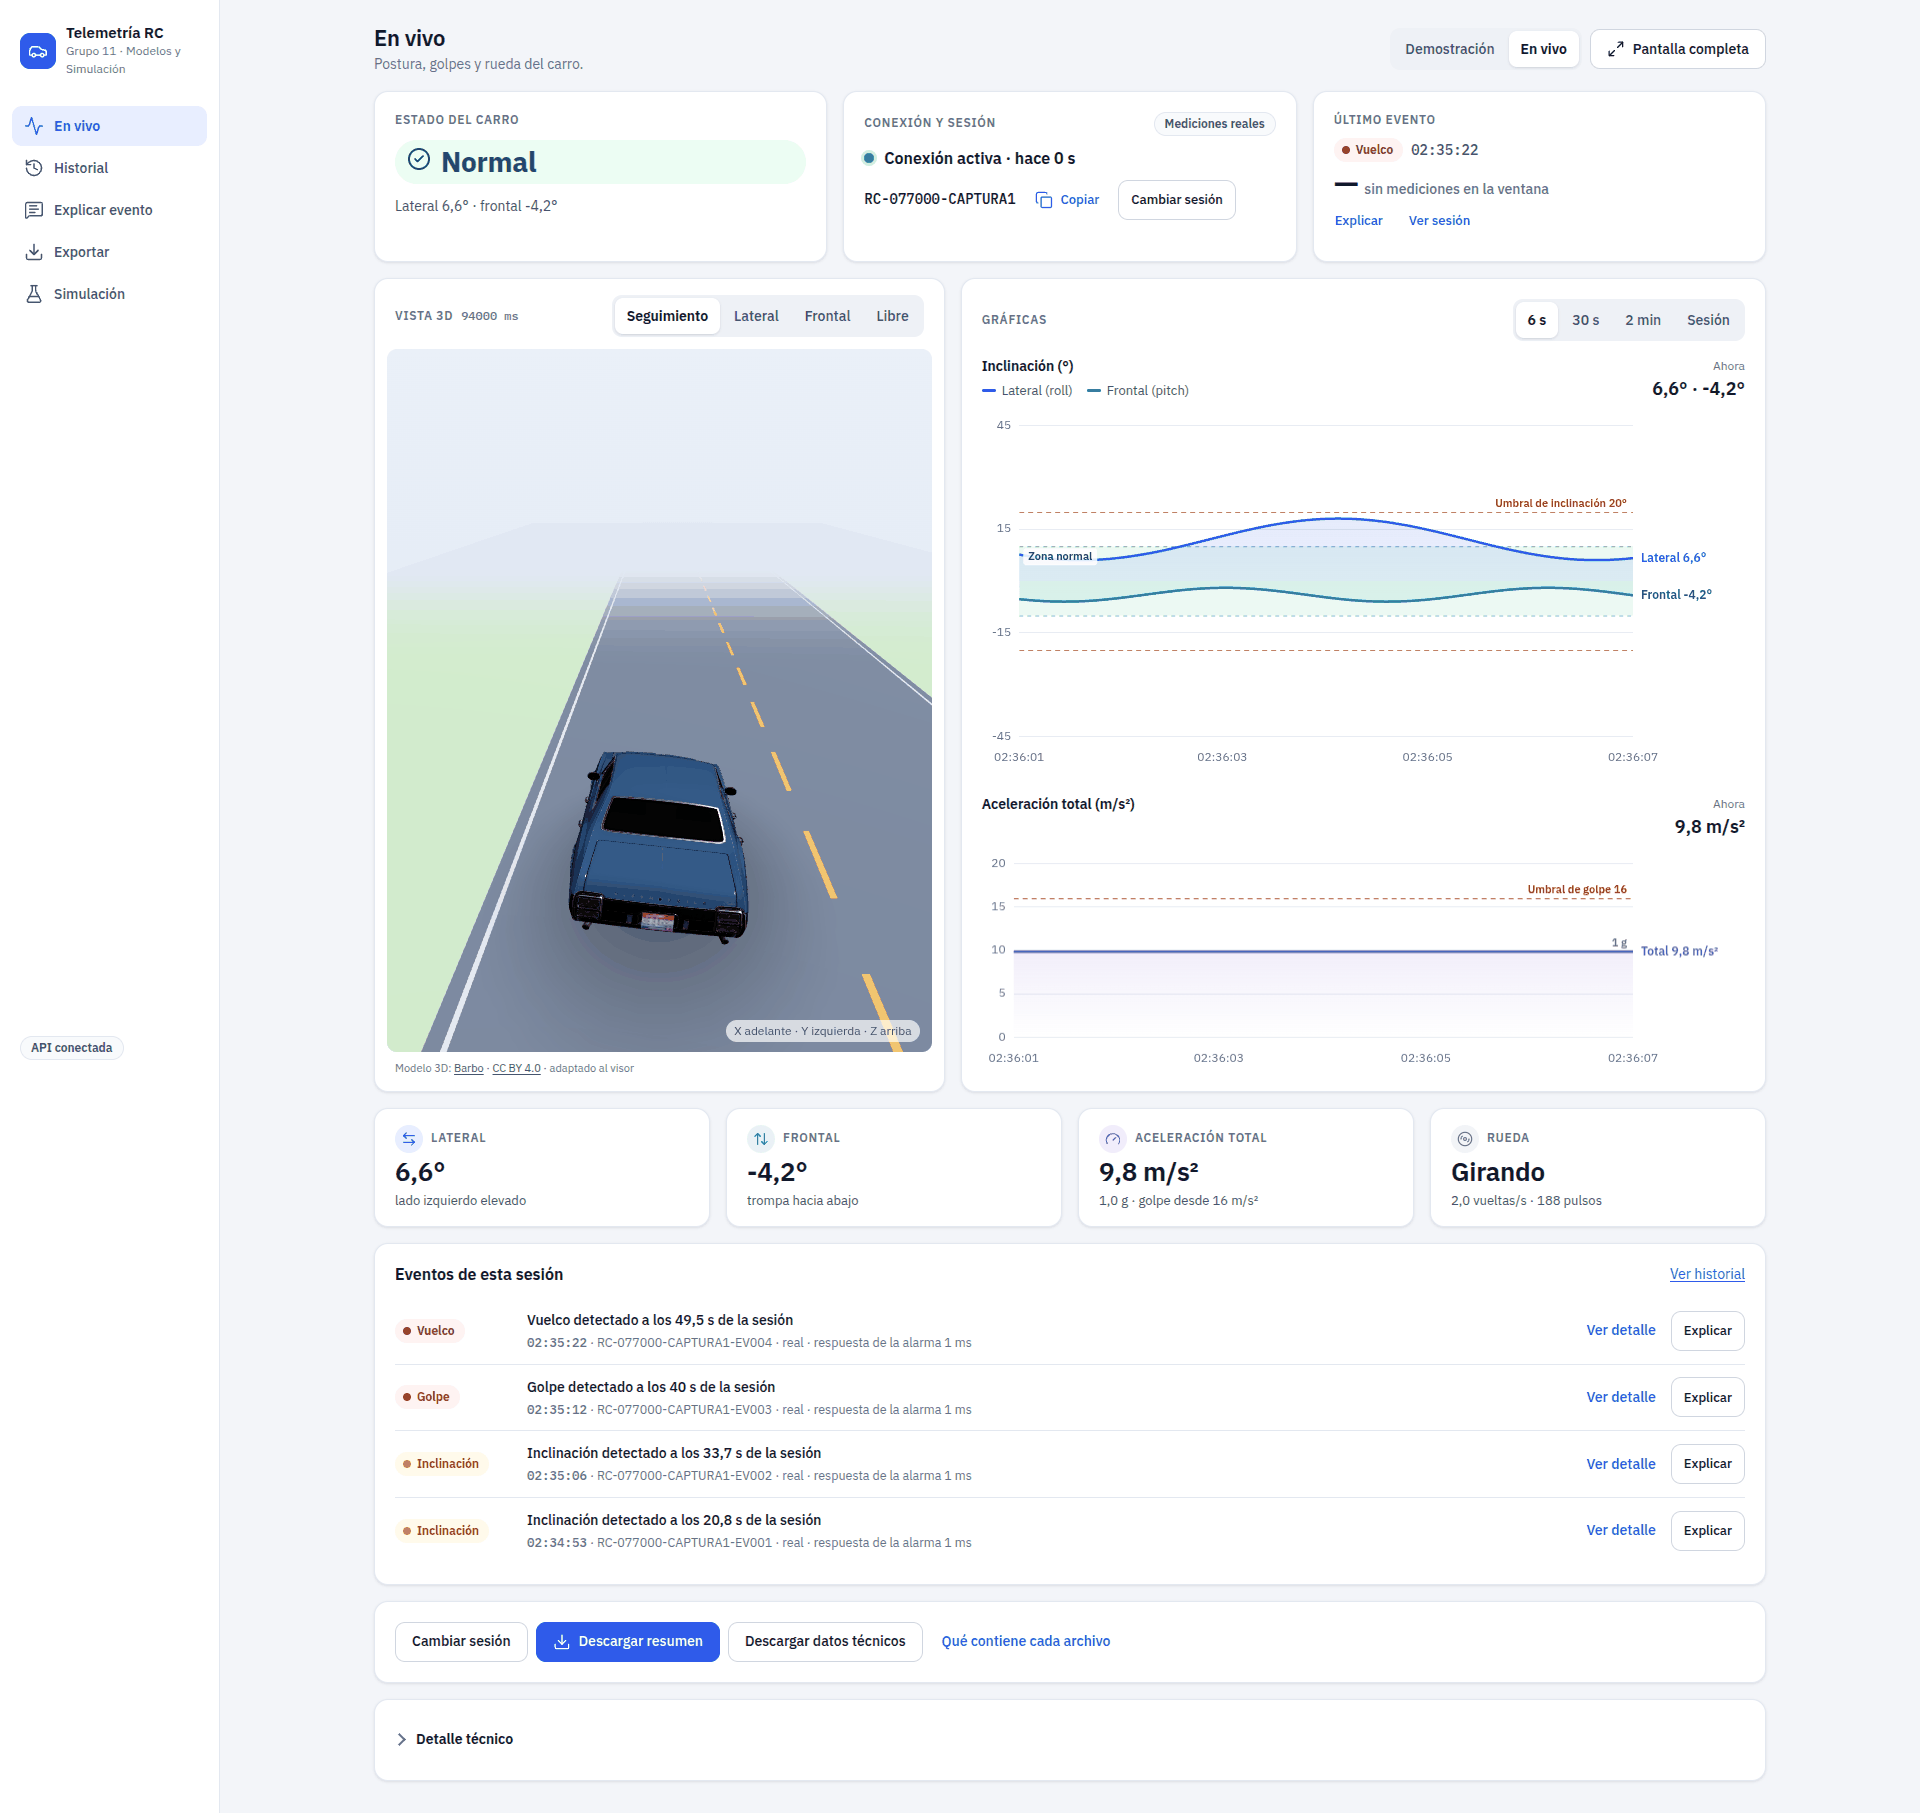 Telemetría RC
Grupo 11 · Modelos y
Simulación
En vivo
Historial
Explicar evento
Exportar
Simulación
API conectada
En vivo
Postura, golpes y rueda del carro.
Demostración En vivo Pantalla completa
ESTADO DEL CARRO
Normal
Lateral 6,6° · frontal -4,2°
CONEXIÓN Y SESIÓN Mediciones reales
Conexión activa · hace 0 s
RC-077000-CAPTURA1 Copiar Cambiar sesión
ÚLTIMO EVENTO
Vuelco 02:35:22
— sin mediciones en la ventana
Explicar Ver sesión
VISTA 3D 94000 ms Seguimiento Lateral Frontal Libre
X adelante · Y izquierda · Z arriba
Modelo 3D: Barbo · CC BY 4.0 · adaptado al visor
GRÁFICAS 6 s 30 s 2 min Sesión
Inclinación (°) Ahora
Lateral (roll) Frontal (pitch) 6,6° · -4,2°
45
Umbral de inclinación 20°
15
Zona normal Lateral 6,6°
Frontal -4,2°
-15
-45
02:36:01 02:36:03 02:36:05 02:36:07
Aceleración total (m/s²) Ahora
9,8 m/s²
20
Umbral de golpe 16
15
1 g
10 Total 9,8 m/s²
5
0
02:36:01 02:36:03 02:36:05 02:36:07
LATERAL
6,6°
lado izquierdo elevado
FRONTAL
-4,2°
trompa hacia abajo
ACELERACIÓN TOTAL
9,8 m/s²
1,0 g · golpe desde 16 m/s²
RUEDA
Girando
2,0 vueltas/s · 188 pulsos
Eventos de esta sesión Ver historial
Vuelco Vuelco detectado a los 49,5 s de la sesión Ver detalle Explicar
02:35:22 · RC-077000-CAPTURA1-EV004 · real · respuesta de la alarma 1 ms
Golpe Golpe detectado a los 40 s de la sesión Ver detalle Explicar
02:35:12 · RC-077000-CAPTURA1-EV003 · real · respuesta de la alarma 1 ms
Inclinación Inclinación detectado a los 33,7 s de la sesión Ver detalle Explicar
02:35:06 · RC-077000-CAPTURA1-EV002 · real · respuesta de la alarma 1 ms
Inclinación Inclinación detectado a los 20,8 s de la sesión Ver detalle Explicar
02:34:53 · RC-077000-CAPTURA1-EV001 · real · respuesta de la alarma 1 ms
Cambiar sesión Descargar resumen Descargar datos técnicos Qué contiene cada archivo
Detalle técnico